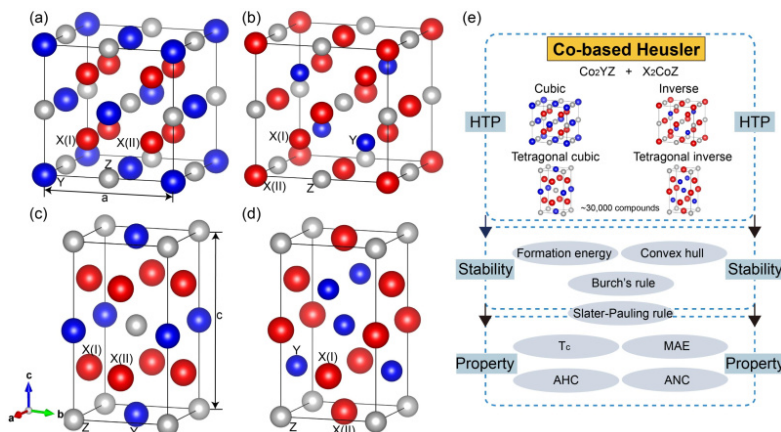 (a)
X(I)
X(II)
Z
Y
a
(b)
X(I)
Y
X(II)
Z
(c)
c
X(I)
X(II)
Z
Y
c
a
b
(d)
Y
X(I)
Z
X(II)
(e)
Co-based Heusler
Co2YZ + X2CoZ
Cubic
Inverse
HTP
HTP
Tetragonal cubic
Tetragonal inverse
~30,000 compounds
Formation energy
Convex hull
Stability
Stability
Burch's rule
Slater-Pauling rule
Tc
MAE
Property
Property
AHC
ANC